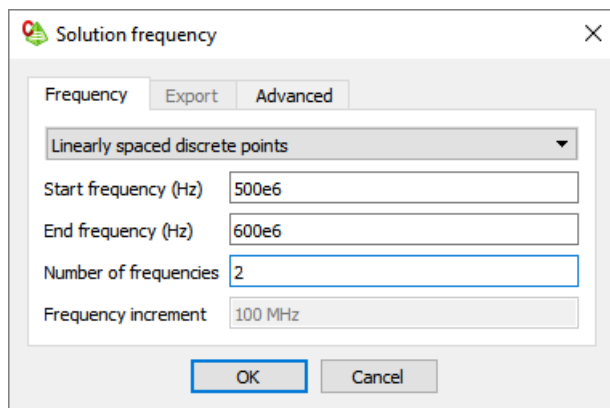 Solution frequency
Frequency Export Advanced
Linearly spaced discrete points
Start frequency (Hz) 500e6
End frequency (Hz) 600e6
Number of frequencies 2
Frequency increment 100 MHz
OK Cancel